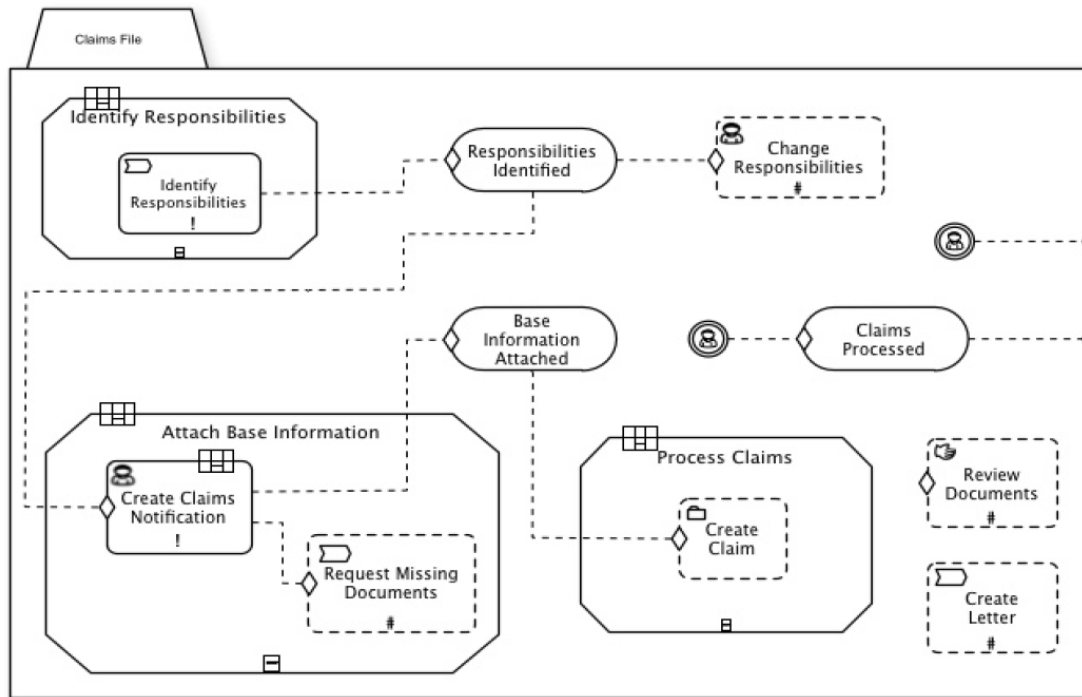 Claims File
Identify Responsibilities
Identify
Responsibilities
!
Responsibilities
Identified
Change
Responsibilities
#
Base
Information
Attached
Claims
Processed
Attach Base Information
Create Claims
Notification
!
Request Missing
Documents
#
Process Claims
Create
Claim
Review
Documents
#
Create
Letter
#